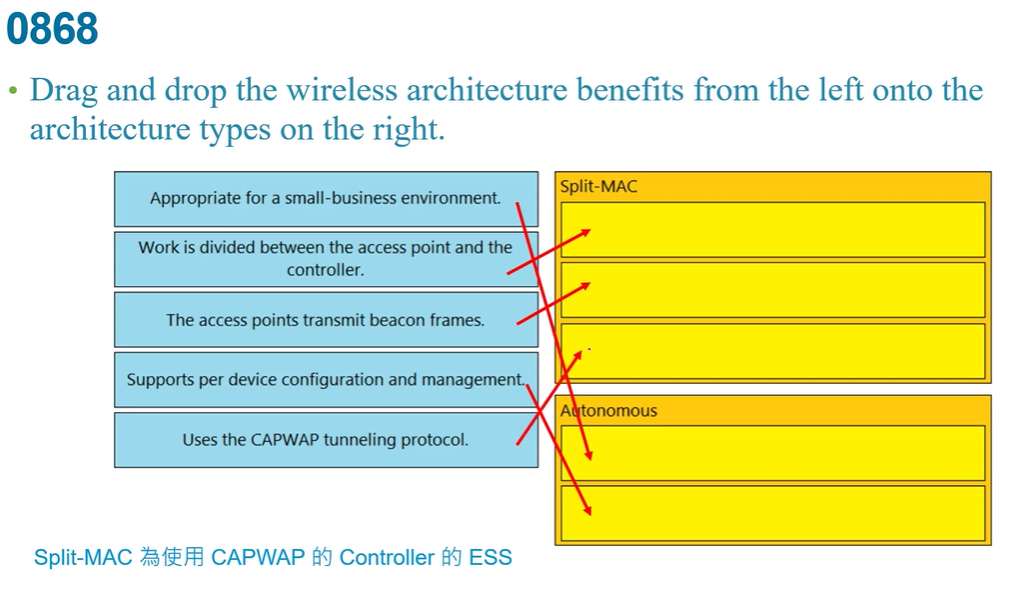 0868
• Drag and drop the wireless architecture benefits from the left onto the
architecture types on the right.
Appropriate for a small-business environment.
Work is divided between the access point and the
controller.
The access points transmit beacon frames.
Supports per device configuration and management.
Uses the CAPWAP tunneling protocol.
Split-MAC
Autonomous
Split-MAC 為使用 CAPWAP 的 Controller 的 ESS